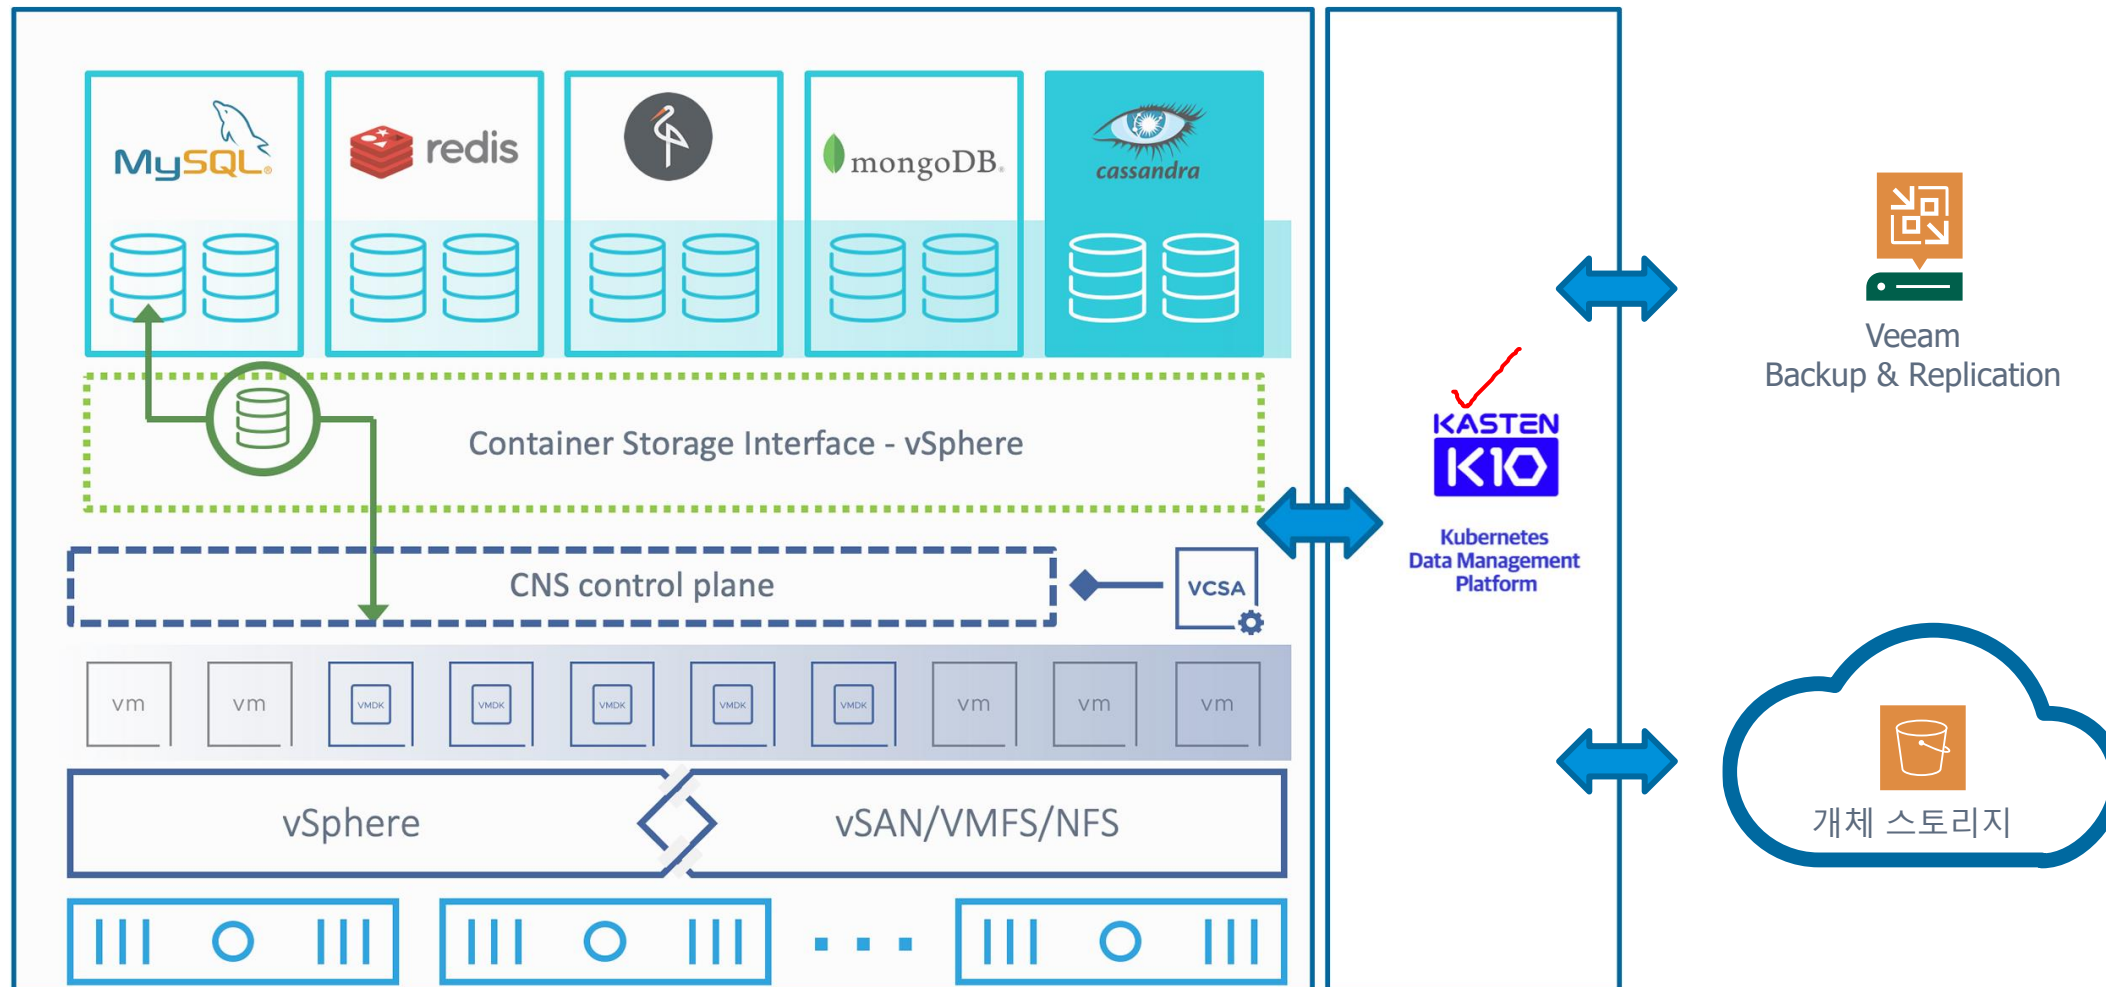 MySQL®
redis
mongoDB®
cassandra
Container Storage Interface - vSphere
CNS control plane
VCSA
vm
vm
VMDK
VMDK
VMDK
VMDK
VMDK
vm
vm
vm
vSphere
vSAN/VMFS/NFS
KASTEN
K10
Kubernetes
Data Management
Platform
Veeam
Backup & Replication
개체 스토리지